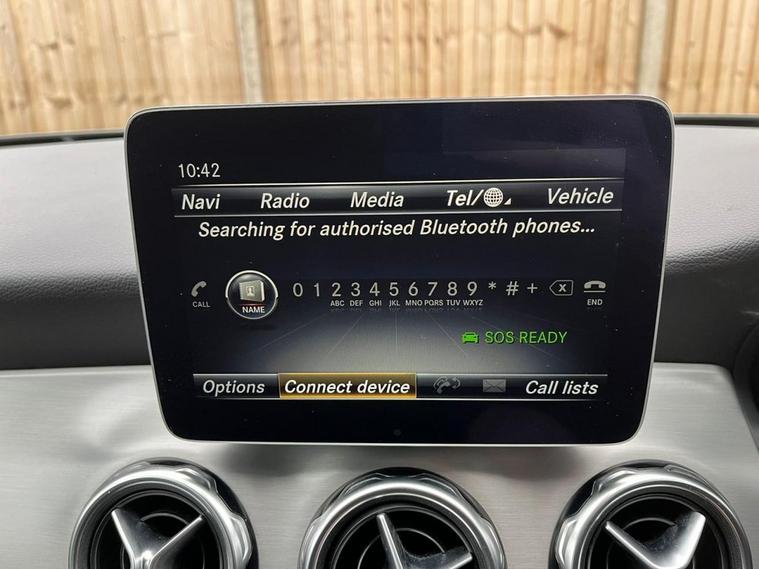 10:42
Navi Radio Media Tel/ Vehicle
Searching for authorised Bluetooth phones...
0 1 2 3 4 5 6 7 8 9 * # +
CALL NAME ABC DEF GHI JKL MNO PQRS TUV WXYZ END
SOS READY
Options Connect device Call lists